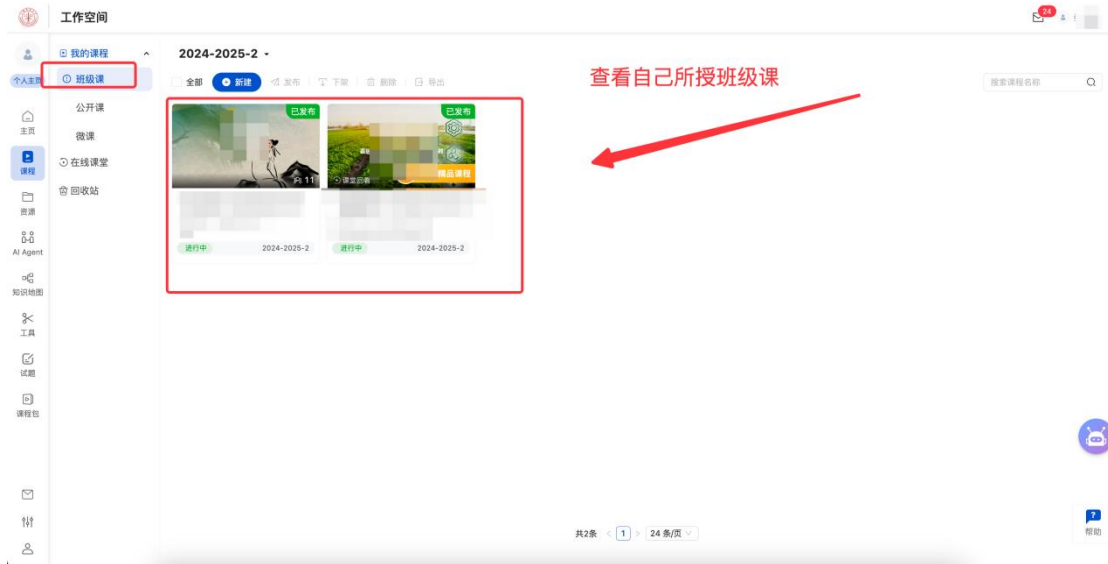 工作空间
24
个人主页
主页
课程
资源
AI Agent
知识地图
工具
试题
课程包
我的课程
班级课
公开课
微课
在线课堂
回收站
2024-2025-2
全部 新建 发布 下架 删除 导出
搜索课程名称
查看自己所授班级课
已发布
11
进行中 2024-2025-2
已发布
精品课程
课堂回看
进行中 2024-2025-2
共2条 < 1 > 24 条/页
?
帮助